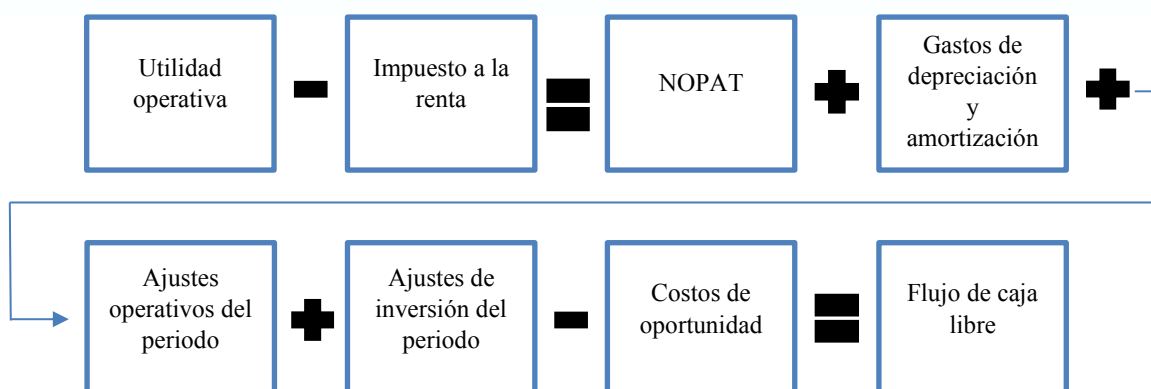 Utilidad
operativa
Impuesto a la
renta
NOPAT
Gastos de
depreciación
y
amortización
Ajustes
operativos del
periodo
Ajustes de
inversión del
periodo
Costos de
oportunidad
Flujo de caja
libre